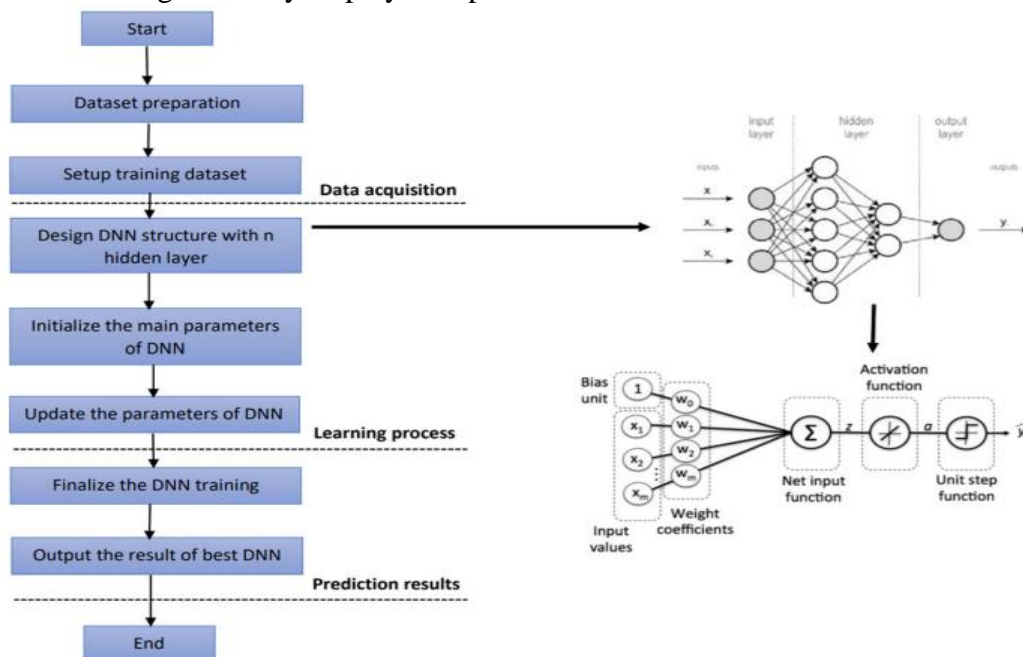 Start
Dataset preparation
Setup training dataset
Data acquisition
Design DNN structure with n
hidden layer
Initialize the main parameters
of DNN
Update the parameters of DNN
Learning process
Finalize the DNN training
Output the result of best DNN
Prediction results
End
input
layer
hidden
layer
output
layer
inputs
outputs
x
x
x
y
Activation
function
Bias
unit
1
w₀
x₁
w₁
x₂
w₂
⋮
⋮
xₘ
wₘ
Σ
z
a
ŷ
Net input
function
Unit step
function
Weight
coefficients
Input
values